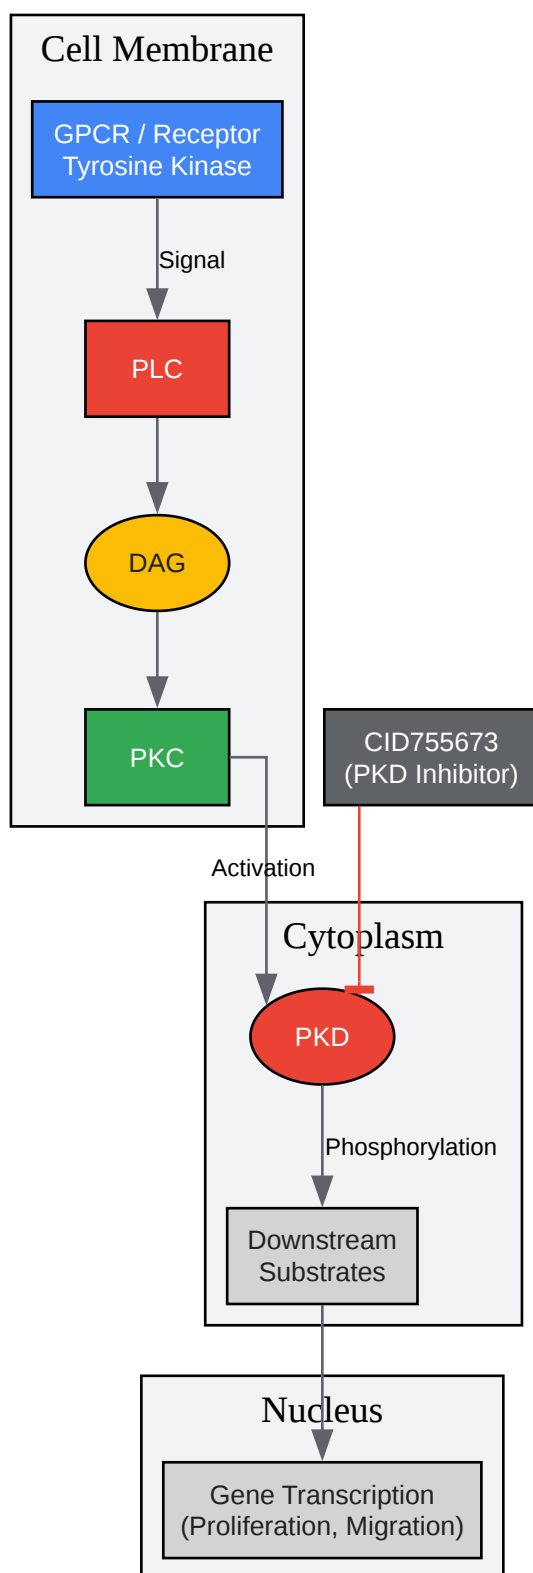 Cell Membrane
GPCR / Receptor
Tyrosine Kinase
Signal
PLC
DAG
PKC
CID755673
(PKD Inhibitor)
Activation
Cytoplasm
PKD
Phosphorylation
Downstream
Substrates
Nucleus
Gene Transcription
(Proliferation, Migration)